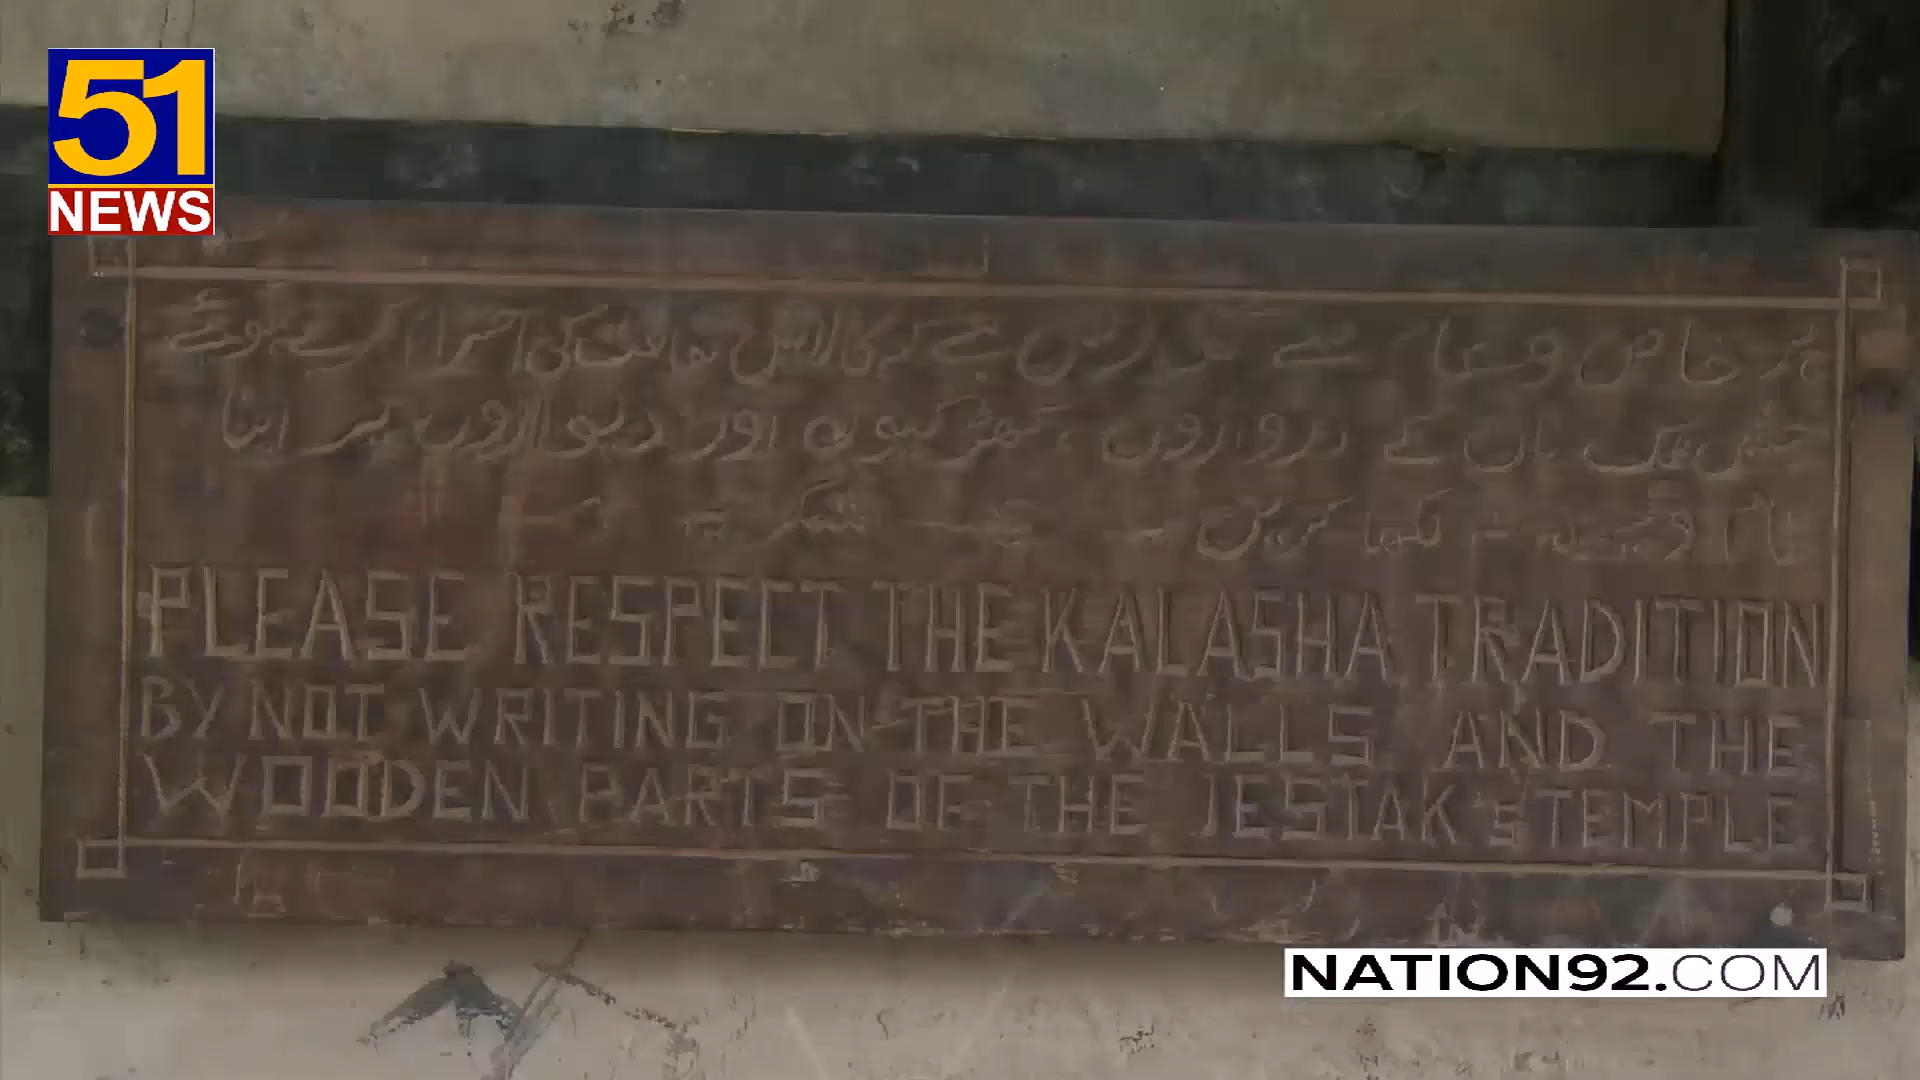 51
NEWS
ہر خاص و عام سے گزارش ہے کہ کالاش ثقافت کی احترام کرتے ہوئے
کے دروازوں، کھڑکیوں اور دیواروں پر اپنا
نام وغیرہ نہ لکھا کریں شکریہ
PLEASE RESPECT THE KALASHA TRADITION
BY NOT WRITING ON THE WALLS AND THE
WOODEN PARTS OF THE JESTAK'S TEMPLE
NATION92.COM